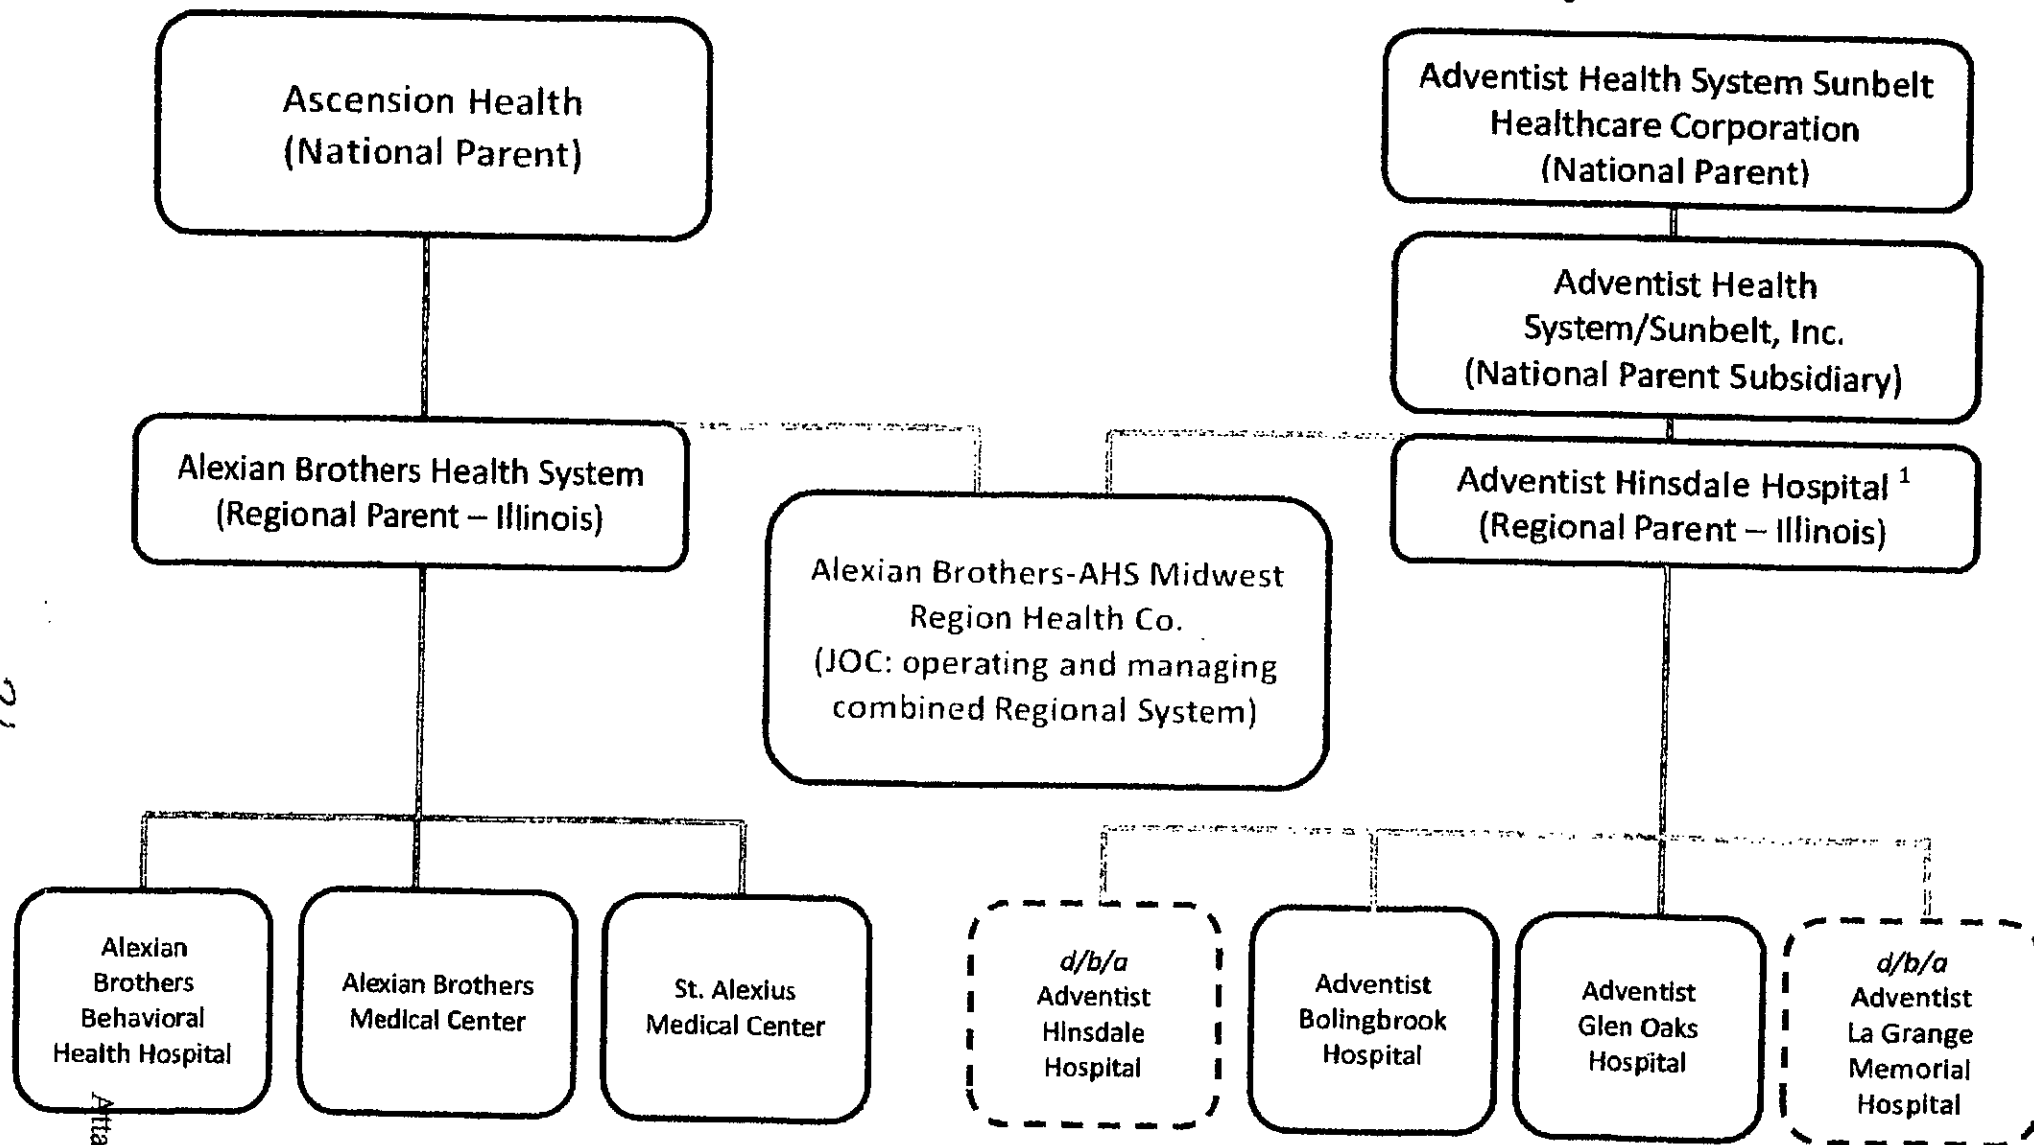 Ascension Health
(National Parent)
Adventist Health System Sunbelt
Healthcare Corporation
(National Parent)
Adventist Health
System/Sunbelt, Inc.
(National Parent Subsidiary)
Alexian Brothers Health System
(Regional Parent – Illinois)
Adventist Hinsdale Hospital 1
(Regional Parent – Illinois)
Alexian Brothers-AHS Midwest
Region Health Co.
(JOC: operating and managing
combined Regional System)
Alexian
Brothers
Behavioral
Health Hospital
Alexian Brothers
Medical Center
St. Alexius
Medical Center
d/b/a
Adventist
Hinsdale
Hospital
Adventist
Bolingbrook
Hospital
Adventist
Glen Oaks
Hospital
d/b/a
Adventist
La Grange
Memorial
Hospital
Atta